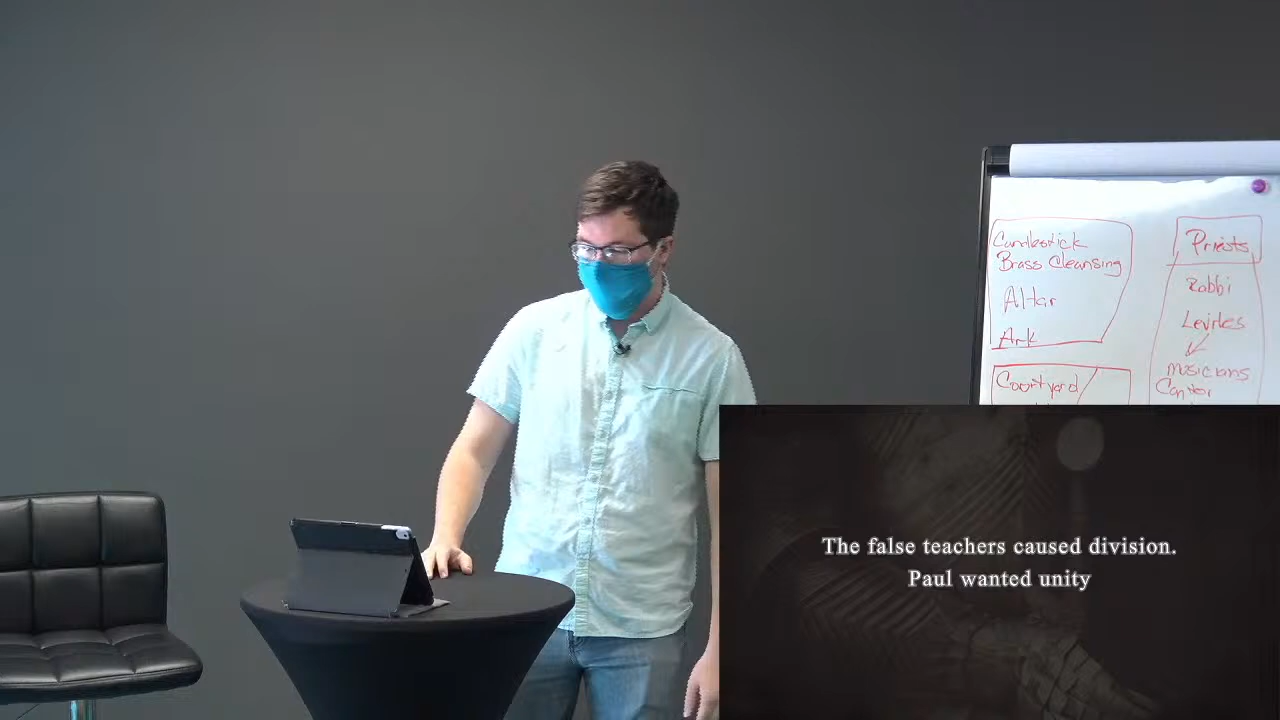 Candlestick
Brass Cleansing
Altar
Ark
Courtyard
Priests
Rabbi
Levites
Musicians
Cantor
The false teachers caused division.
Paul wanted unity